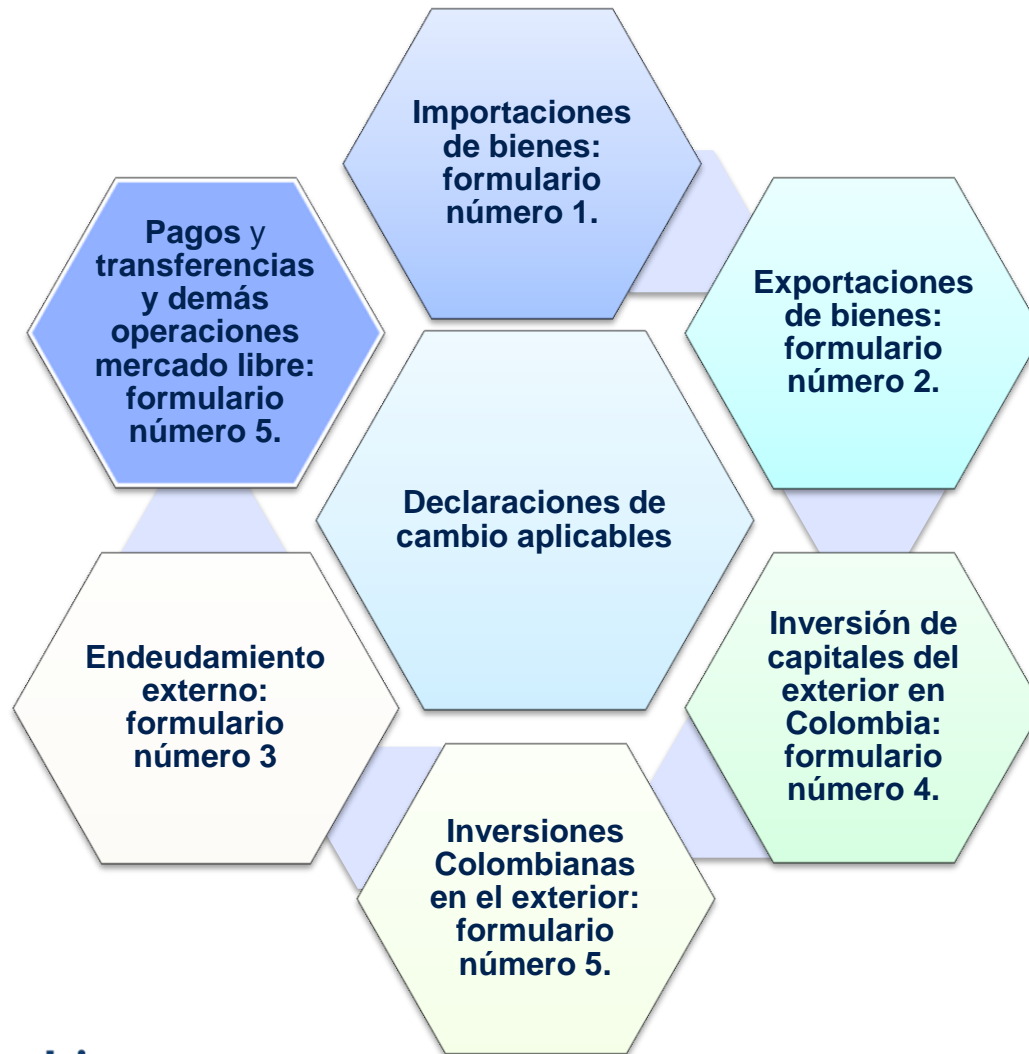 Importaciones
de bienes:
formulario
número 1.
Exportaciones
de bienes:
formulario
número 2.
Inversión de
capitales del
exterior en
Colombia:
formulario
número 4.
Inversiones
Colombianas
en el exterior:
formulario
número 5.
Endeudamiento
externo:
formulario
número 3
Pagos y
transferencias
y demás
operaciones
mercado libre:
formulario
número 5.
Declaraciones de
cambio aplicables